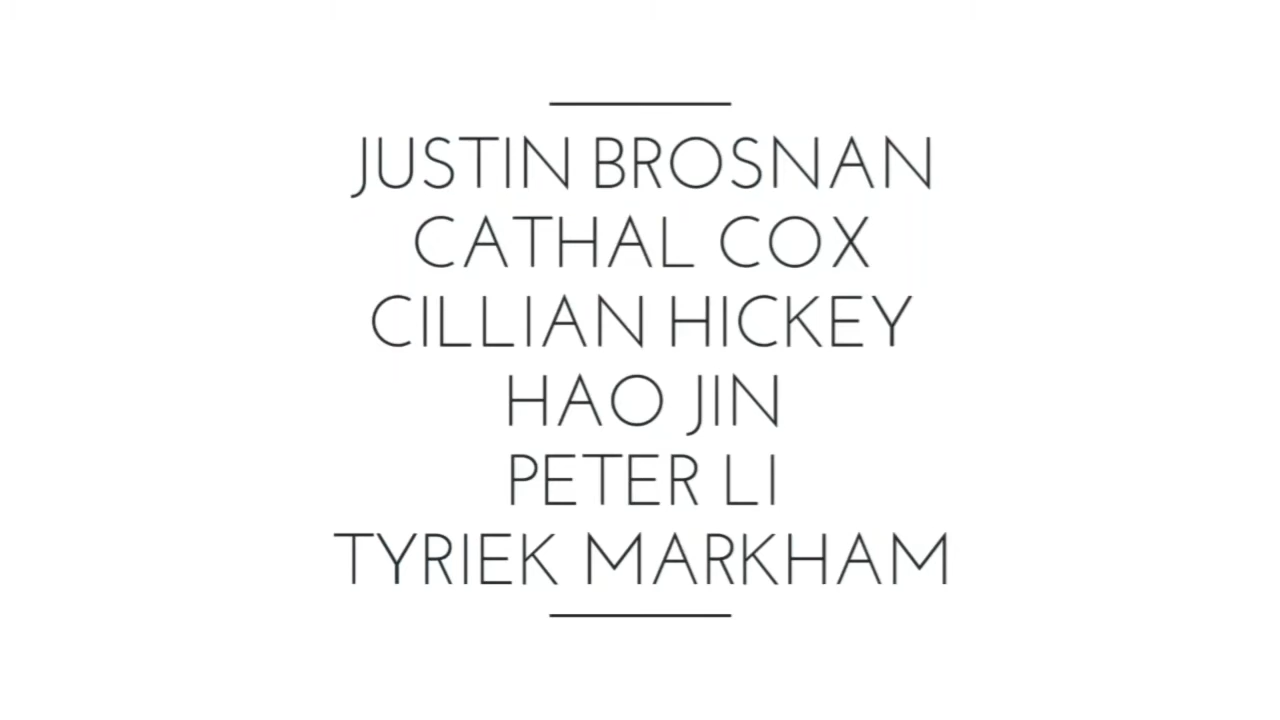 JUSTIN BROSNAN
CATHAL COX
CILLIAN HICKEY
HAO JIN
PETER LI
TYRIEK MARKHAM